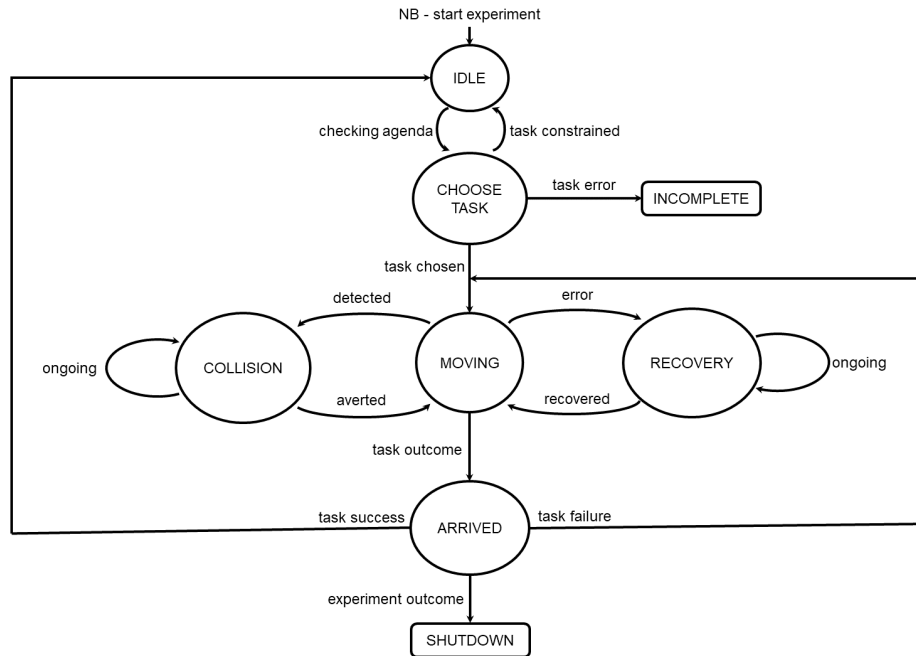 NB - start experiment
IDLE
checking agenda
task constrained
CHOOSE
TASK
task error
INCOMPLETE
task chosen
detected
error
ongoing
COLLISION
MOVING
RECOVERY
ongoing
averted
recovered
task outcome
task success
ARRIVED
task failure
experiment outcome
SHUTDOWN